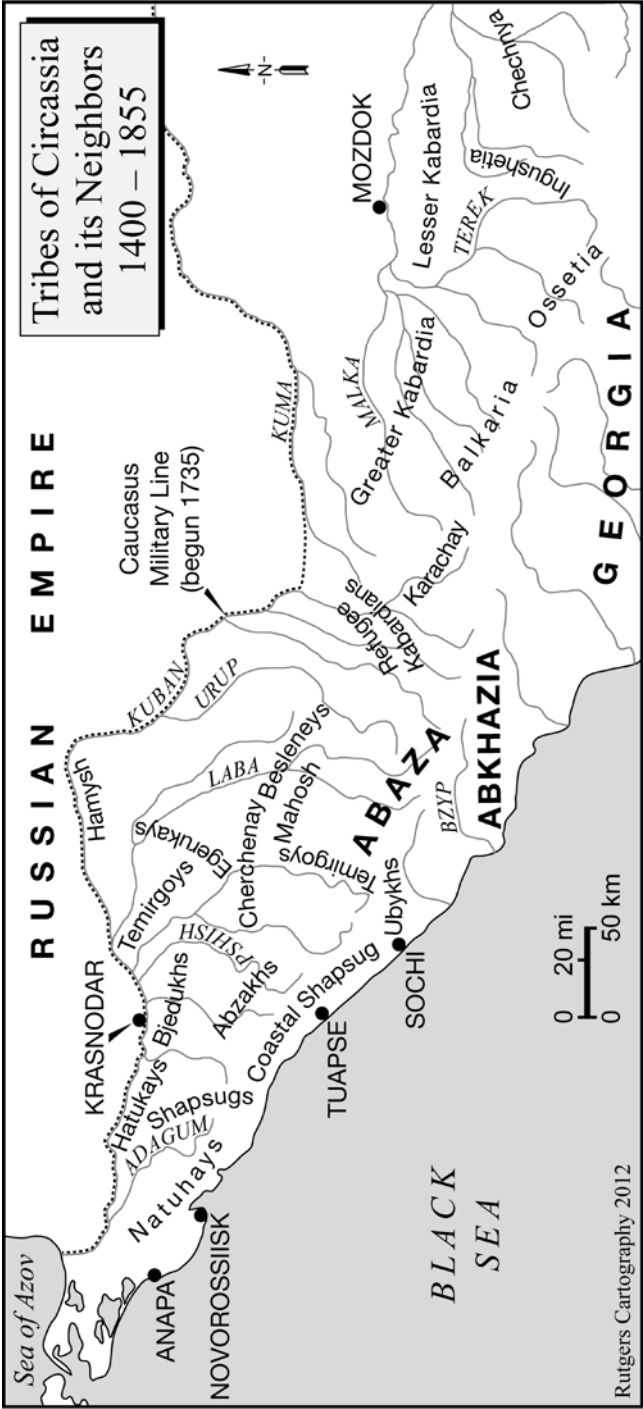 Tribes of Circassia
and its Neighbors
1400 – 1855
-N-
RUSSIAN EMPIRE
Sea of Azov
Caucasus
Military Line
(begun 1735)
KRASNODAR
KUBAN
Hamysh
URUP
KUMA
MOZDOK
ANAPA
NOVOROSSIISK
Natuhays
ADAGUM
Hatukays
Shapsugs
Bjedukhs
Abzakhs
PSHISH
Temirgoys
Egerukays
Cherchenay
LABA
Besleneys
Mahosh
Temirgoys
Coastal Shapsug
TUAPSE
Ubykhs
SOCHI
ABAZA
BZYP
ABKHAZIA
Refugee
Kabardians
Karachay
MALKA
Greater Kabardia
Balkaria
Lesser Kabardia
TEREK
Ingushetia
Chechnya
Ossetia
GEORGIA
BLACK
SEA
0 20 mi
0 50 km
Rutgers Cartography 2012